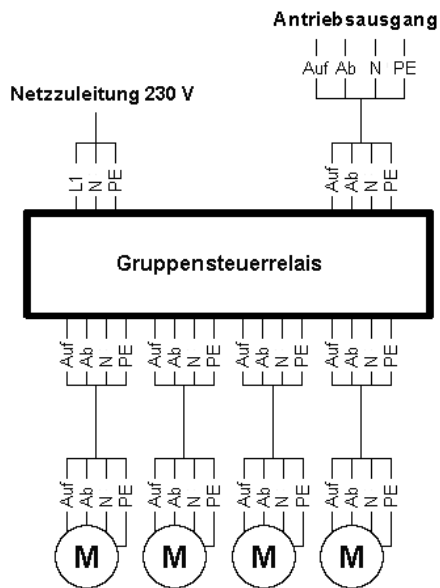 Antriebsausgang
Auf Ab N PE
Netzzuleitung 230 V
L1 N PE
Auf Ab N PE
Gruppensteuerrelais
Auf Ab N PE Auf Ab N PE Auf Ab N PE Auf Ab N PE
Auf Ab N PE Auf Ab N PE Auf Ab N PE Auf Ab N PE
M M M M